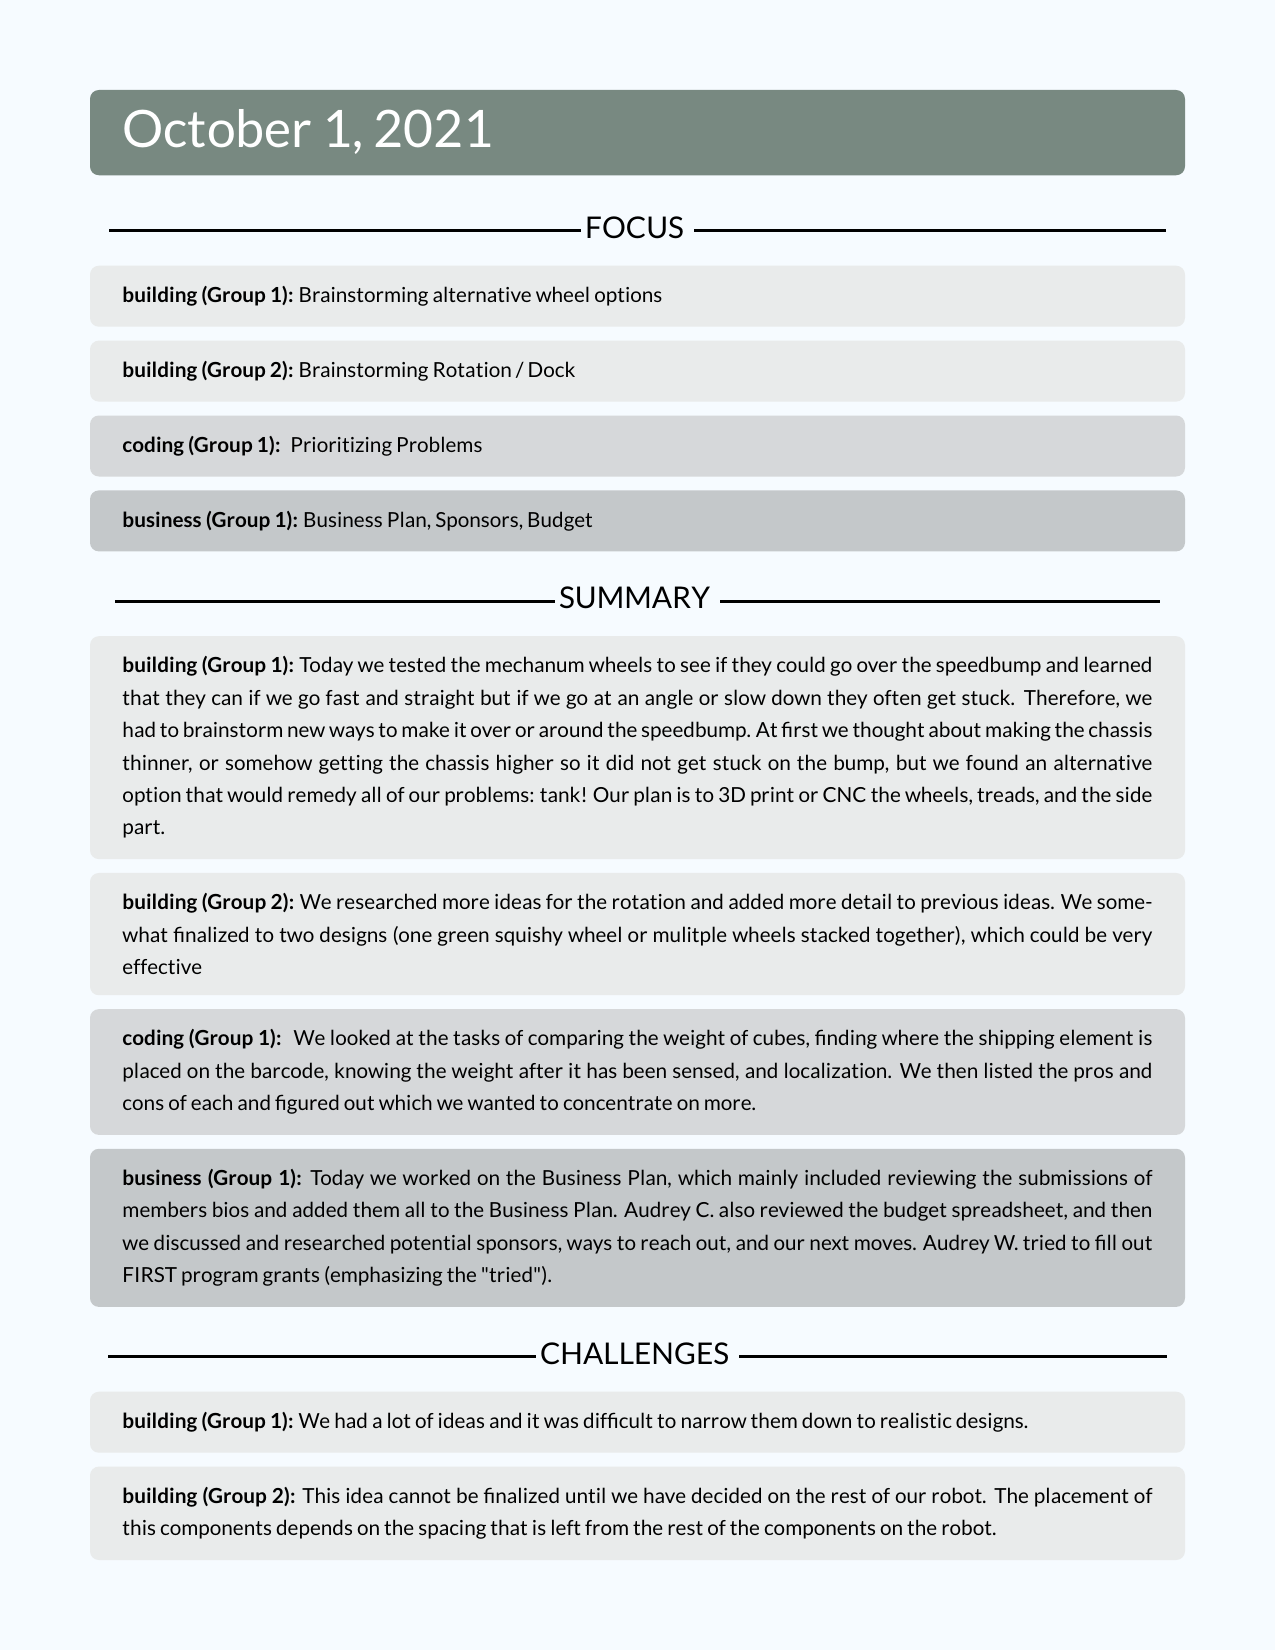 October 1, 2021
FOCUS
building (Group 1): Brainstorming alternative wheel options
building (Group 2): Brainstorming Rotation / Dock
coding (Group 1): Prioritizing Problems
business (Group 1): Business Plan, Sponsors, Budget
SUMMARY
building (Group 1): Today we tested the mechanum wheels to see if they could go over the speedbump and learned
that they can if we go fast and straight but if we go at an angle or slow down they often get stuck. Therefore, we
had to brainstorm new ways to make it over or around the speedbump. At first we thought about making the chassis
thinner, or somehow getting the chassis higher so it did not get stuck on the bump, but we found an alternative
option that would remedy all of our problems: tank! Our plan is to 3D print or CNC the wheels, treads, and the side
part.
building (Group 2): We researched more ideas for the rotation and added more detail to previous ideas. We some-
what finalized to two designs (one green squishy wheel or mulitple wheels stacked together), which could be very
effective
coding (Group 1): We looked at the tasks of comparing the weight of cubes, finding where the shipping element is
placed on the barcode, knowing the weight after it has been sensed, and localization. We then listed the pros and
cons of each and figured out which we wanted to concentrate on more.
business (Group 1): Today we worked on the Business Plan, which mainly included reviewing the submissions of
members bios and added them all to the Business Plan. Audrey C. also reviewed the budget spreadsheet, and then
we discussed and researched potential sponsors, ways to reach out, and our next moves. Audrey W. tried to fill out
FIRST program grants (emphasizing the "tried").
CHALLENGES
building (Group 1): We had a lot of ideas and it was difficult to narrow them down to realistic designs.
building (Group 2): This idea cannot be finalized until we have decided on the rest of our robot. The placement of
this components depends on the spacing that is left from the rest of the components on the robot.